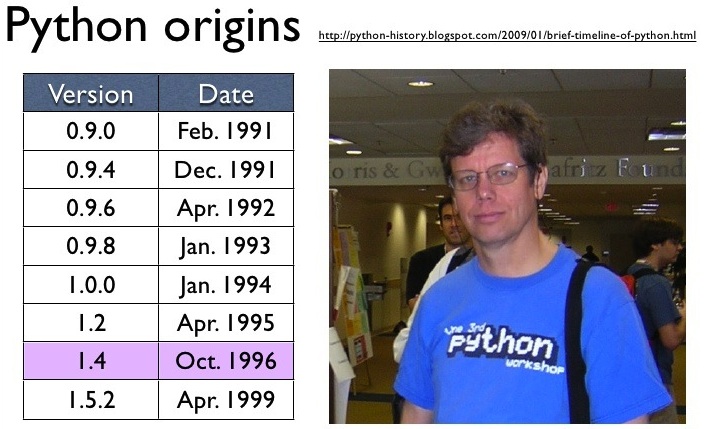 Python origins
http://python-history.blogspot.com/2009/01/brief-timeline-of-python.html
Version Date
0.9.0 Feb. 1991
0.9.4 Dec. 1991
0.9.6 Apr. 1992
0.9.8 Jan. 1993
1.0.0 Jan. 1994
1.2 Apr. 1995
1.4 Oct. 1996
1.5.2 Apr. 1999
ris & Gw afritz Found
the 3rd
python
workshop